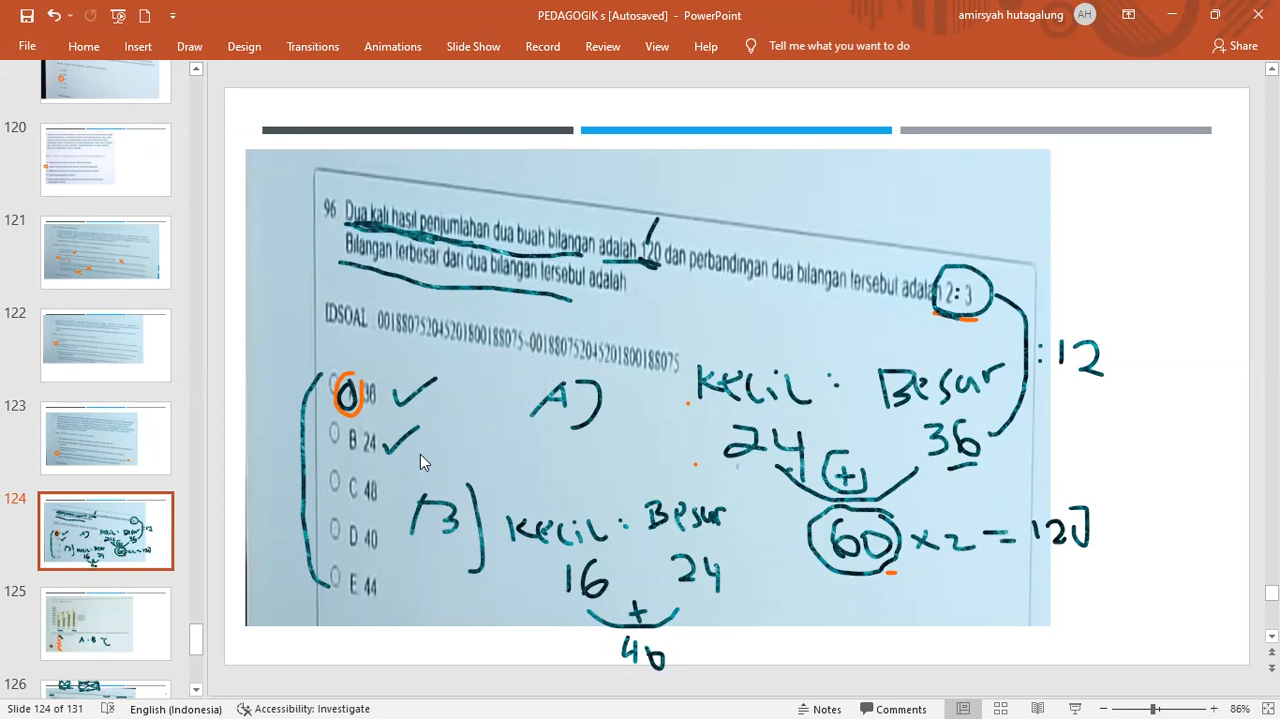 PEDAGOGIK s [Autosaved] - PowerPoint
amirsyah hutagalung
AH
File Home Insert Draw Design Transitions Animations Slide Show Record Review View Help Tell me what you want to do Share
120
121
122
123
124
125
126
96 Dua kali hasil penjumlahan dua buah bilangan adalah 120 dan perbandingan dua bilangan tersebut adalah 2:3
Bilangan terbesar dari dua bilangan tersebut adalah
IDSOAL 001880752045201800188075-001880752045201800188075
: 12
A) Kecil : Besar
24 36
(+)
60 x 2 = 120
B 24
C 48
D 40
E 44
B] Kecil : Besar
16 24
+
40
Slide 124 of 131 English (Indonesia) Accessibility: Investigate Notes Comments 86%